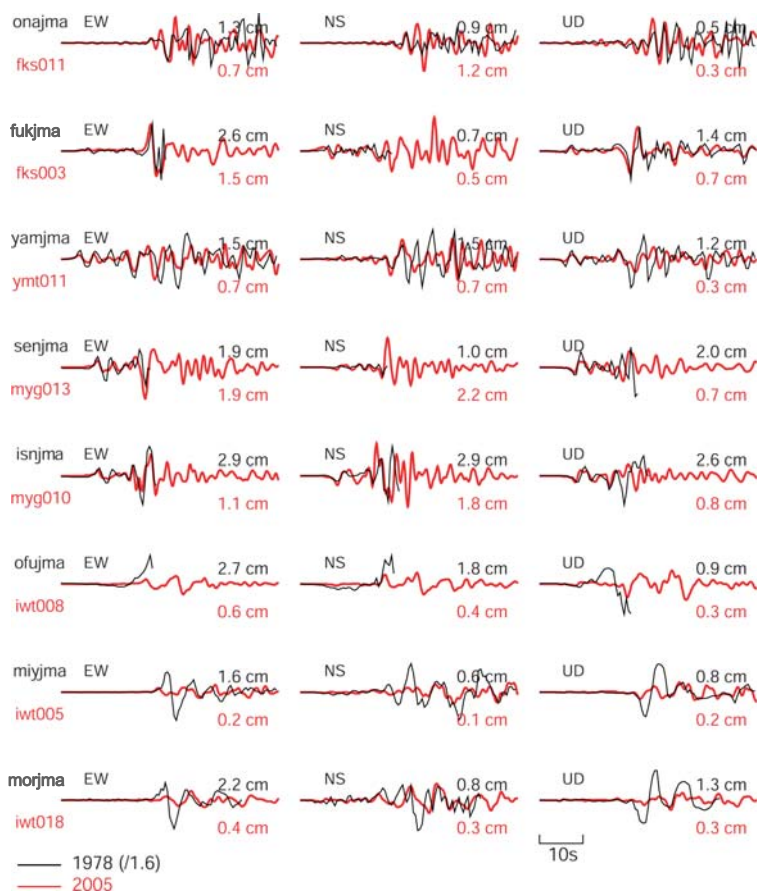 onajma EW 1.3 cm NS 0.9 cm UD 0.5 cm
fks011 0.7 cm 1.2 cm 0.3 cm
fukjma EW 2.6 cm NS 0.7 cm UD 1.4 cm
fks003 1.5 cm 0.5 cm 0.7 cm
yamjma EW 1.5 cm NS 1.5 cm UD 1.2 cm
ymt011 0.7 cm 0.7 cm 0.3 cm
senjma EW 1.9 cm NS 1.0 cm UD 2.0 cm
myg013 1.9 cm 2.2 cm 0.7 cm
isnjma EW 2.9 cm NS 2.9 cm UD 2.6 cm
myg010 1.1 cm 1.8 cm 0.8 cm
ofujma EW 2.7 cm NS 1.8 cm UD 0.9 cm
iwt008 0.6 cm 0.4 cm 0.3 cm
miyjma EW 1.6 cm NS 0.6 cm UD 0.8 cm
iwt005 0.2 cm 0.1 cm 0.2 cm
morjma EW 2.2 cm NS 0.8 cm UD 1.3 cm
iwt018 0.4 cm 0.3 cm 0.3 cm
10s
1978 (/1.6)
2005